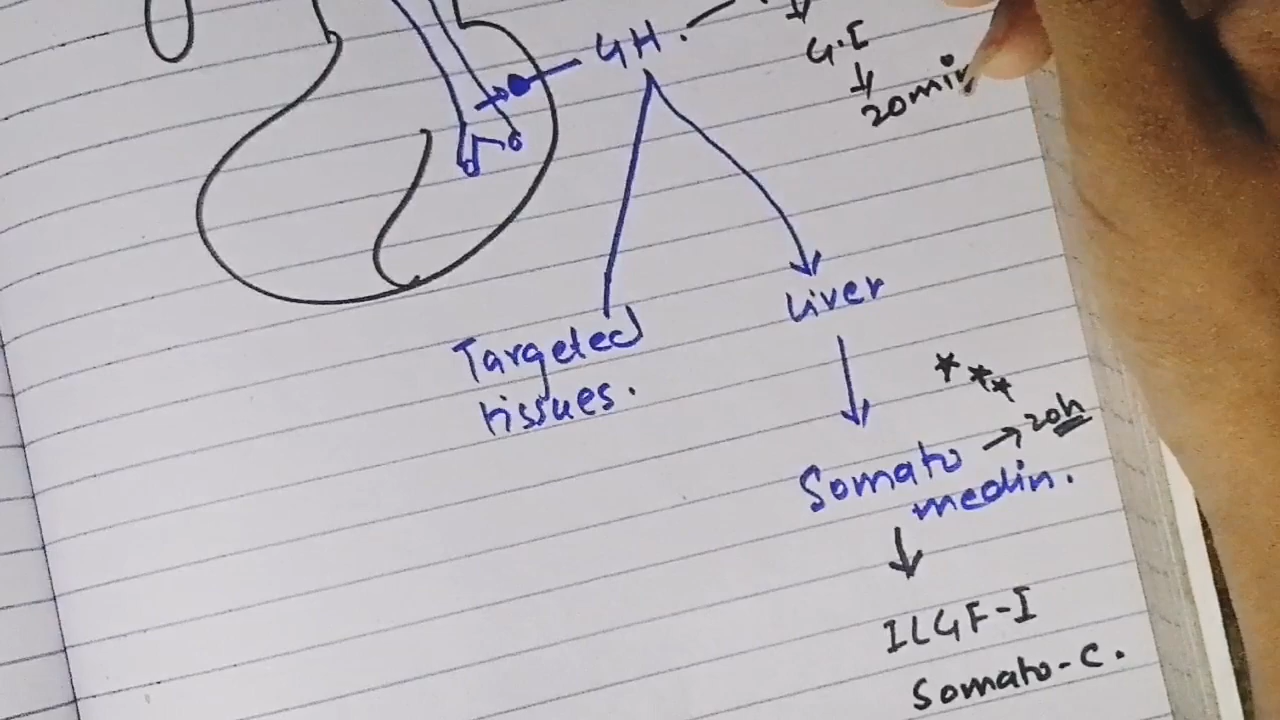 GH.
G.I
20min
Liver
Targeted
tissues.
***
→ 20h
Somato
medin.
ILGF-I
Somato-C.